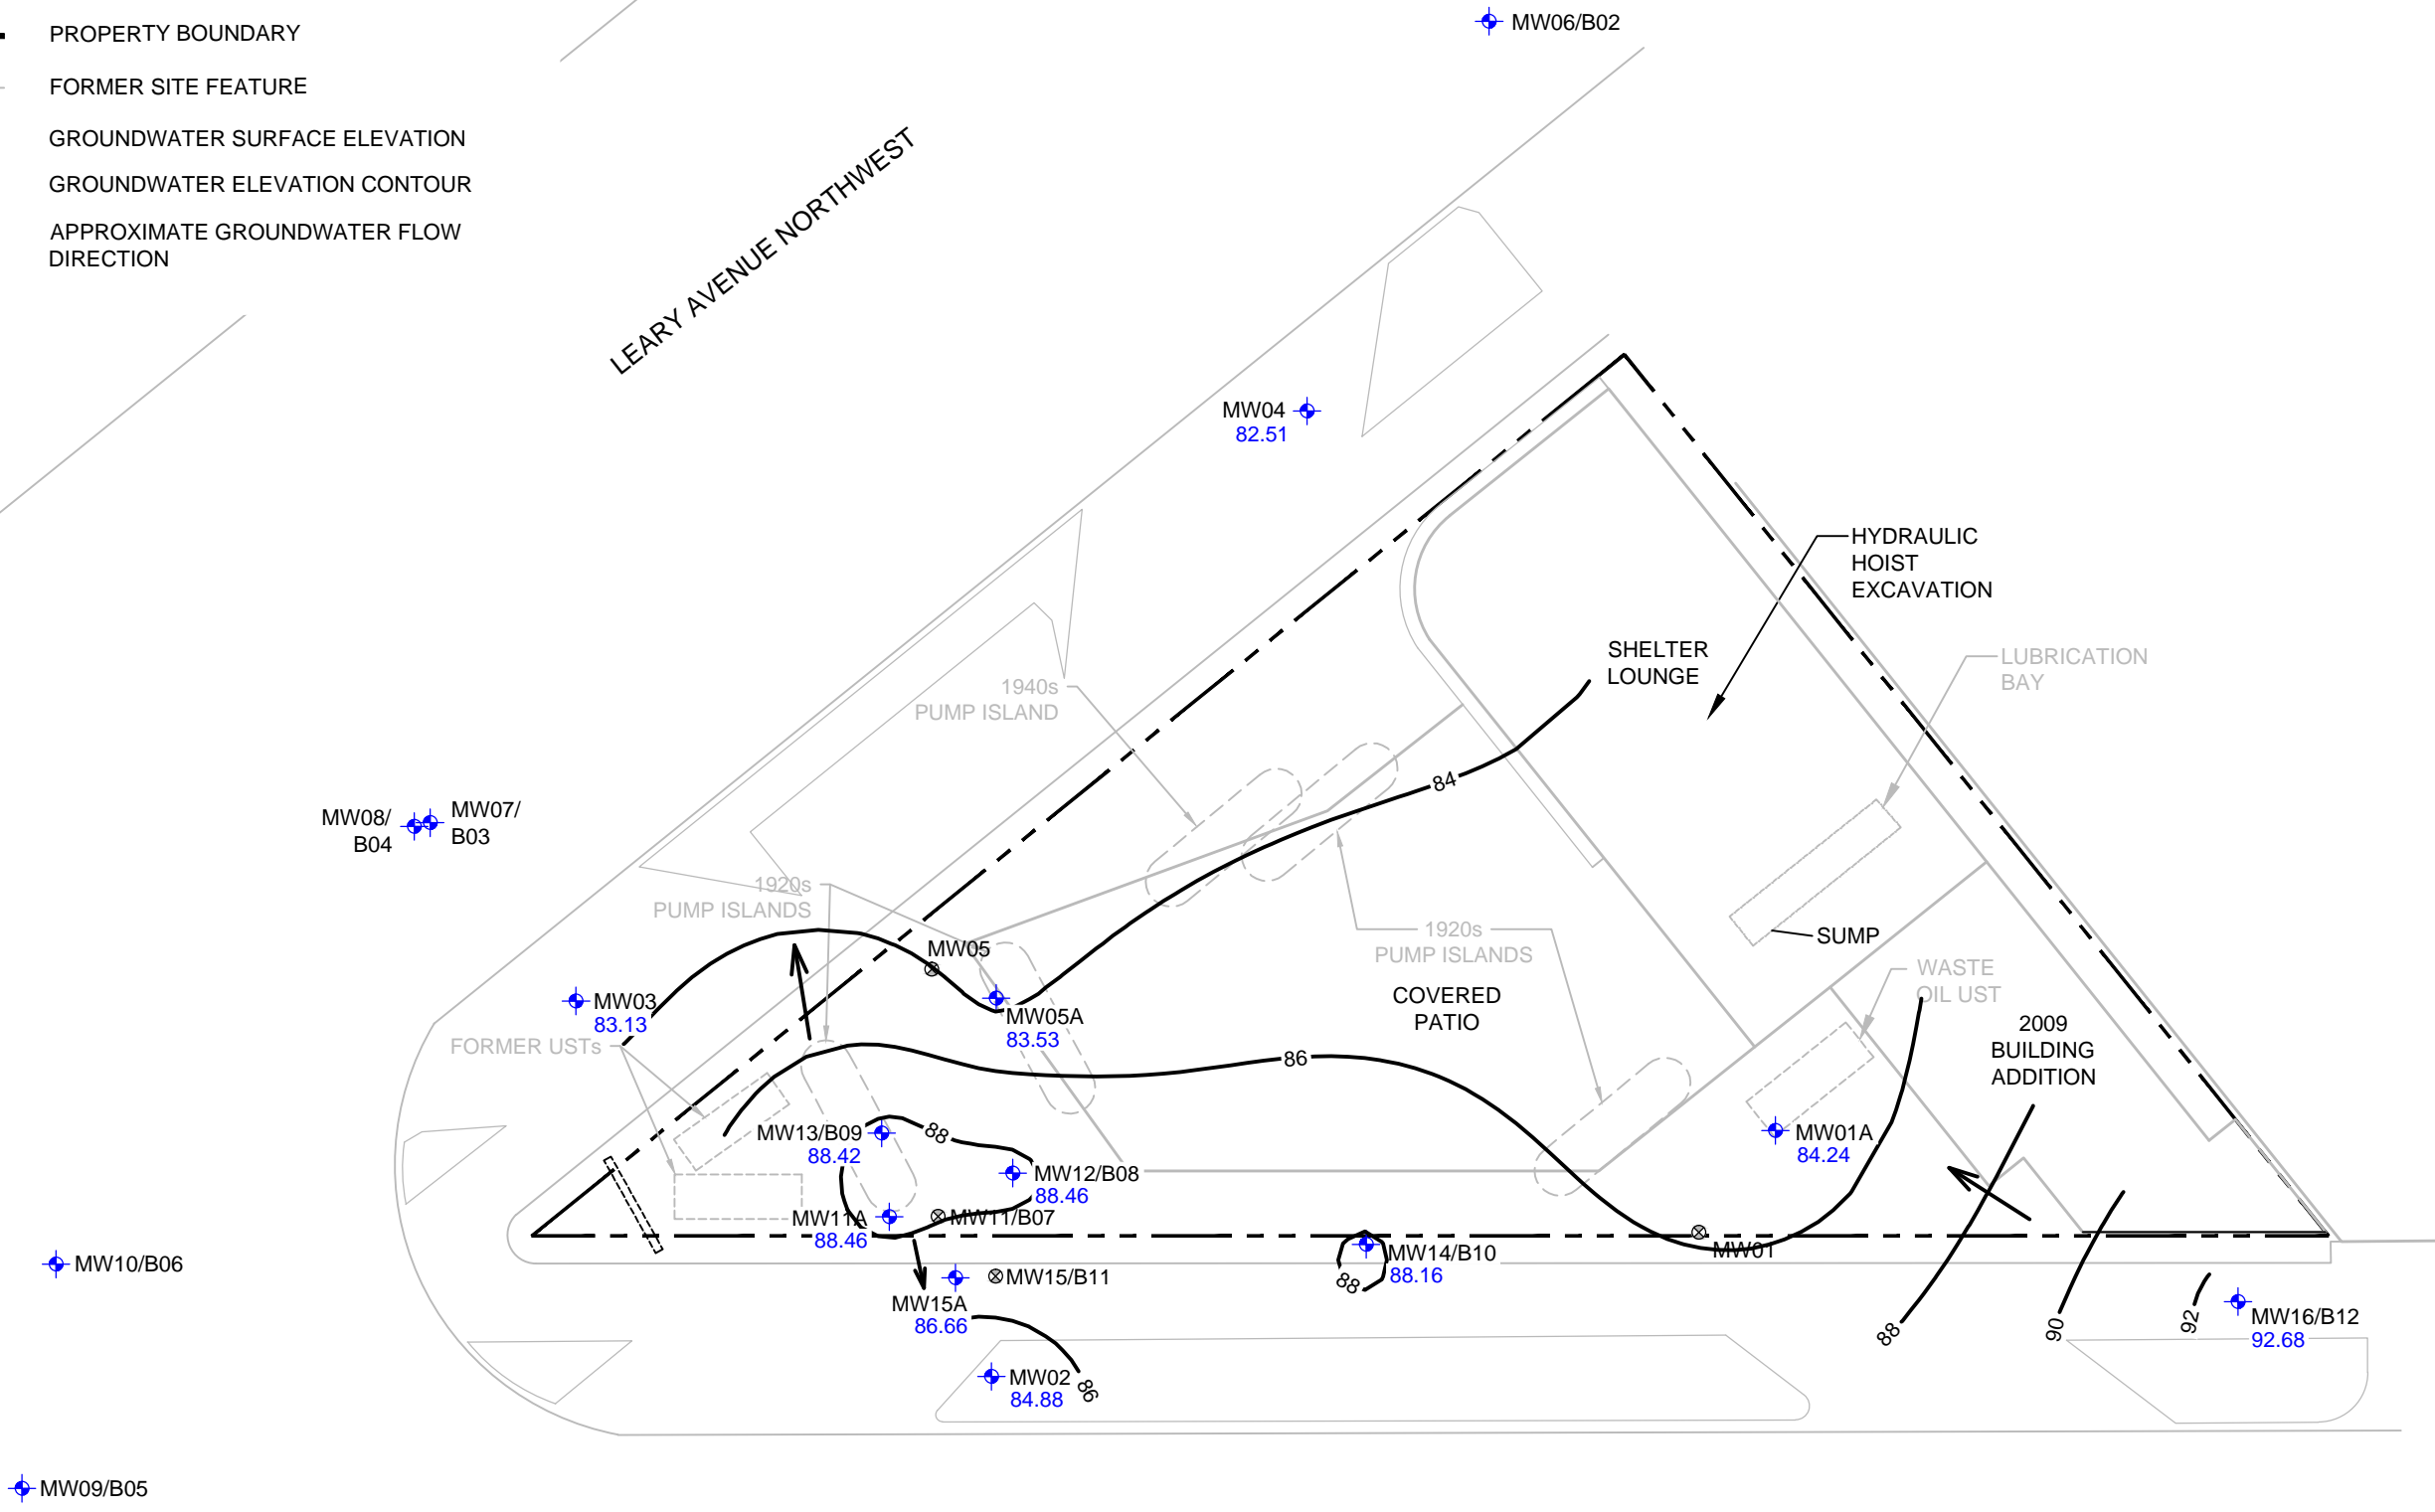 PROPERTY BOUNDARY
FORMER SITE FEATURE
GROUNDWATER SURFACE ELEVATION
GROUNDWATER ELEVATION CONTOUR
APPROXIMATE GROUNDWATER FLOW
DIRECTION
MW06/B02
LEARY AVENUE NORTHWEST
MW04
82.51
HYDRAULIC
HOIST
EXCAVATION
SHELTER
LOUNGE
LUBRICATION
BAY
1940s
PUMP ISLAND
84
MW08/
B04
MW07/
B03
1920s
PUMP ISLANDS
MW05
1920s
PUMP ISLANDS
SUMP
WASTE
OIL UST
COVERED
PATIO
MW03
83.13
MW05A
83.53
FORMER USTs
2009
BUILDING
ADDITION
86
MW13/B09
88.42
88
MW01A
84.24
MW12/B08
88.46
MW11A
88.46
MW11/B07
MW01
MW14/B10
88.16
88
MW10/B06
MW15/B11
MW15A
86.66
88
90
92
MW16/B12
92.68
MW02
84.88
86
MW09/B05